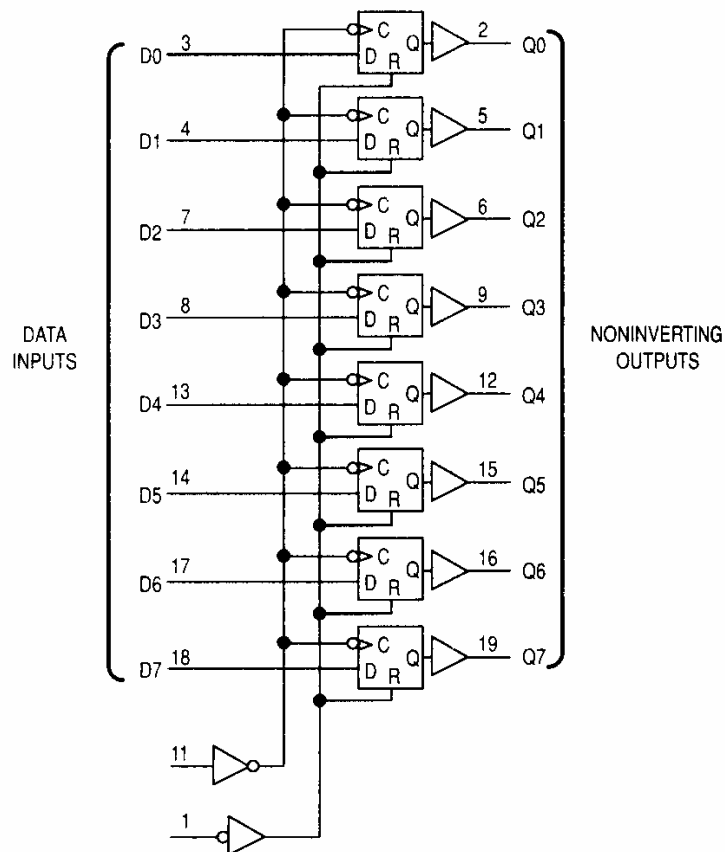 C
Q
2
Q0
3
D0
D
R
C
Q
5
Q1
4
D1
D
R
C
Q
6
Q2
7
D2
D
R
C
Q
9
Q3
8
D3
D
R
DATA
INPUTS
NONINVERTING
OUTPUTS
C
Q
12
Q4
13
D4
D
R
C
Q
15
Q5
14
D5
D
R
C
Q
16
Q6
17
D6
D
R
C
Q
19
Q7
18
D7
D
R
11
1